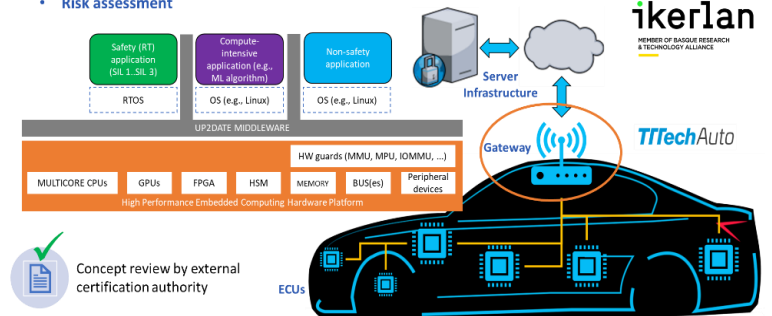 • Risk assessment
ikerlan
MEMBER OF BASQUE RESEARCH
& TECHNOLOGY ALLIANCE
Safety (RT)
application
(SIL 1..SIL 3)
Compute-
intensive
application (e.g.,
ML algorithm)
Non-safety
application
RTOS
OS (e.g., Linux)
OS (e.g., Linux)
UP2DATE MIDDLEWARE
HW guards (MMU, MPU, IOMMU, ...)
MULTICORE CPUs
GPUs
FPGA
HSM
MEMORY
BUS(es)
Peripheral
devices
High Performance Embedded Computing Hardware Platform
Server
Infrastructure
Gateway
TTTechAuto
Concept review by external
certification authority
ECUs